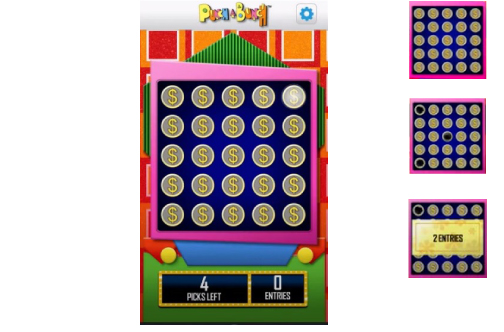 PUNCH A BUNCH
4
PICKS LEFT
0
ENTRIES
2 ENTRIES